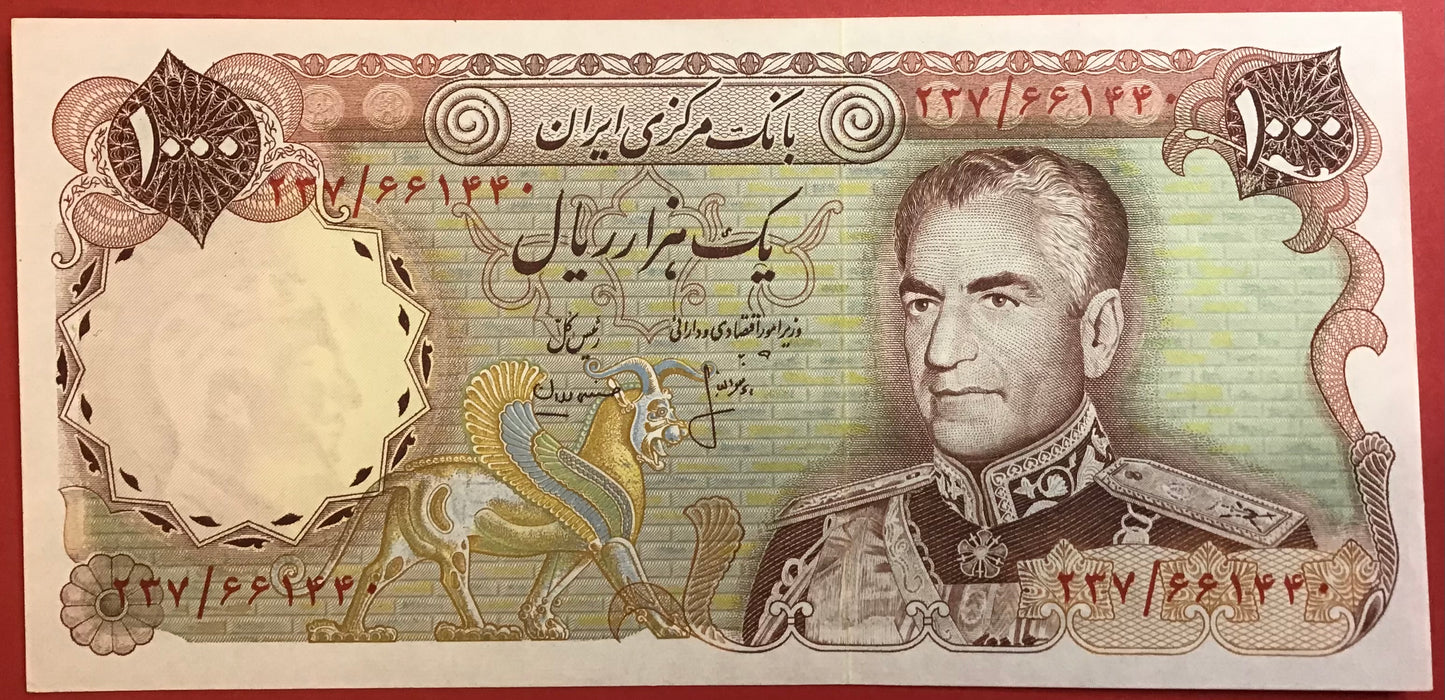 بانک مرکزی ایران
۱۰۰۰
۱۰۰۰
۲۳۷/۶۶۱۴۴۰
۲۳۷/۶۶۱۴۴۰
یک هزار ریال
وزیر امور اقتصادی و دارائی
رئیس کل
۲۳۷/۶۶۱۴۴۰
۲۳۷/۶۶۱۴۴۰